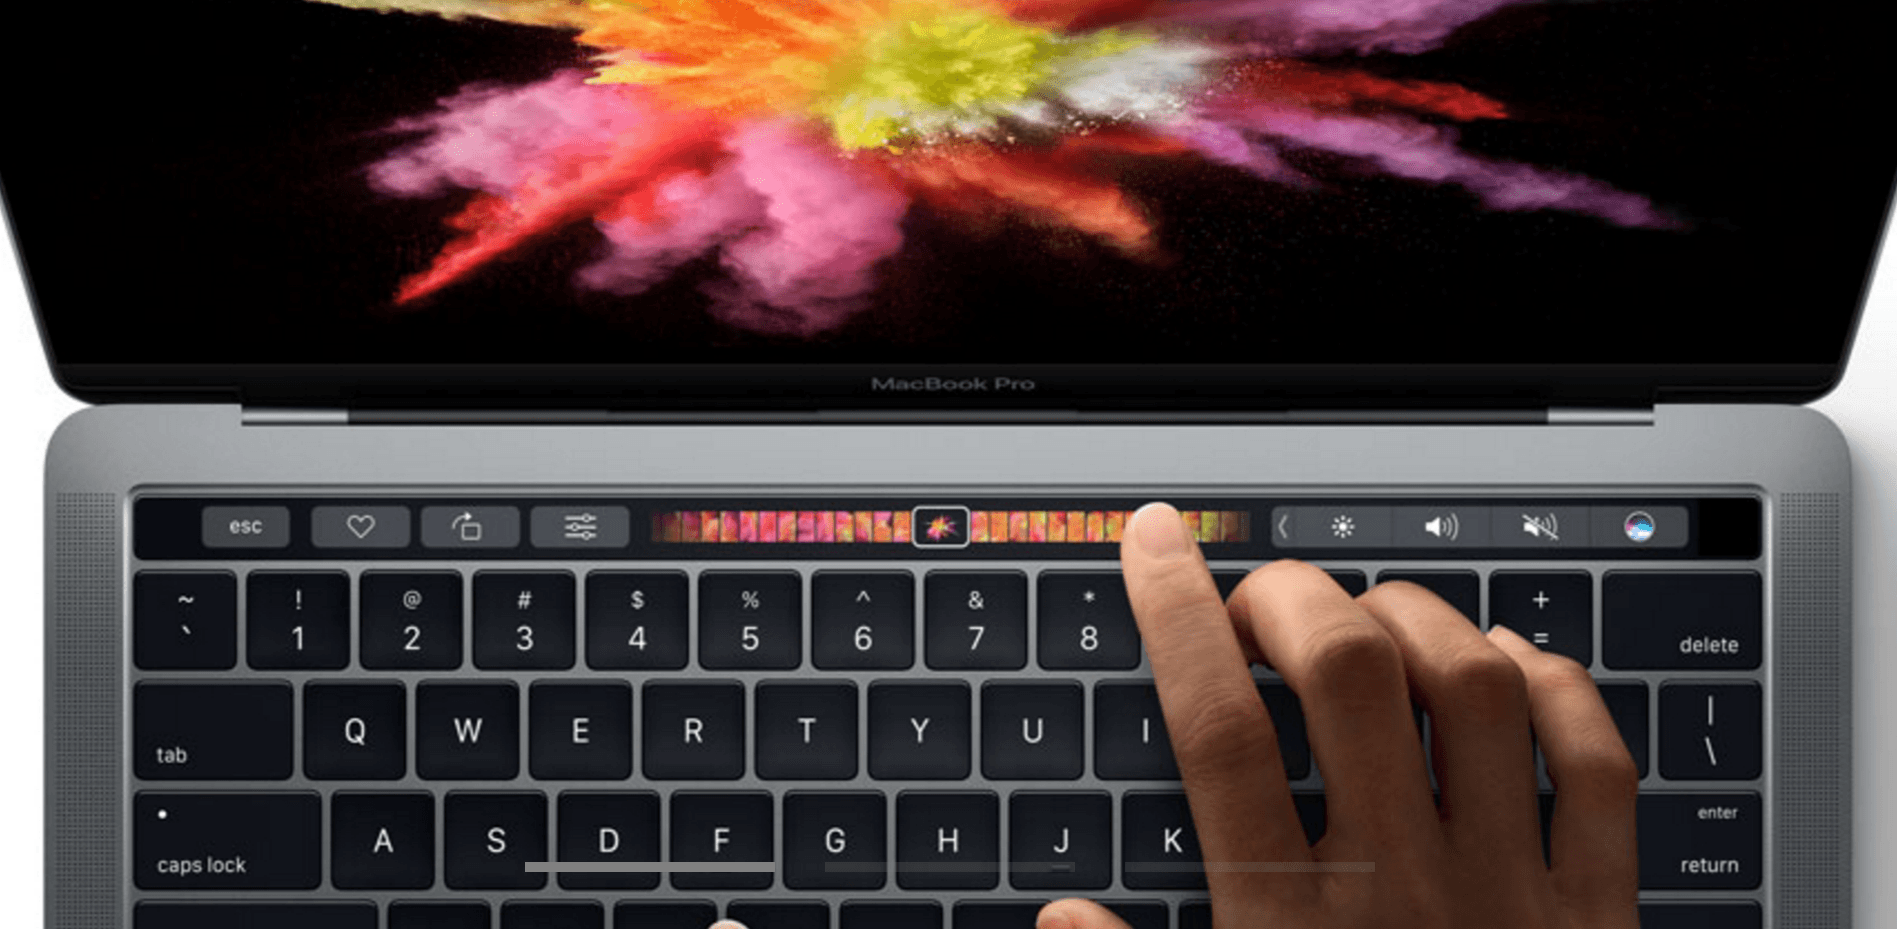 MacBook Pro
esc
~ ! @ # $ % ^ & * +
` 1 2 3 4 5 6 7 8 = delete
tab Q W E R T Y U I | \
caps lock A S D F G H J K enter return